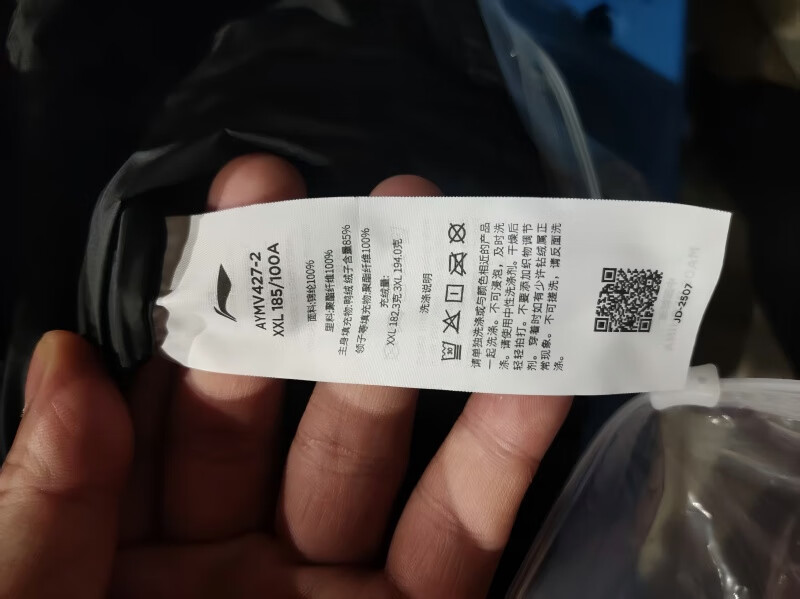 AYMV427-2
XXL 185/100A
面料:锦纶100%
里料:聚酯纤维100%
主身填充物:鸭绒 绒子含量85%
领子等填充物:聚酯纤维100%
充绒量:
XXL 182.3克 3XL 194.0克
洗涤说明
30
请单独洗涤或与颜色相近的产品
一起洗涤。不可浸泡，及时洗
涤。请使用中性洗涤剂。干燥后
轻轻拍打。不要添加织物调节
剂。穿着时如有少许钻绒属正
常现象。不可搓洗，请反面洗
涤。
JD-2507